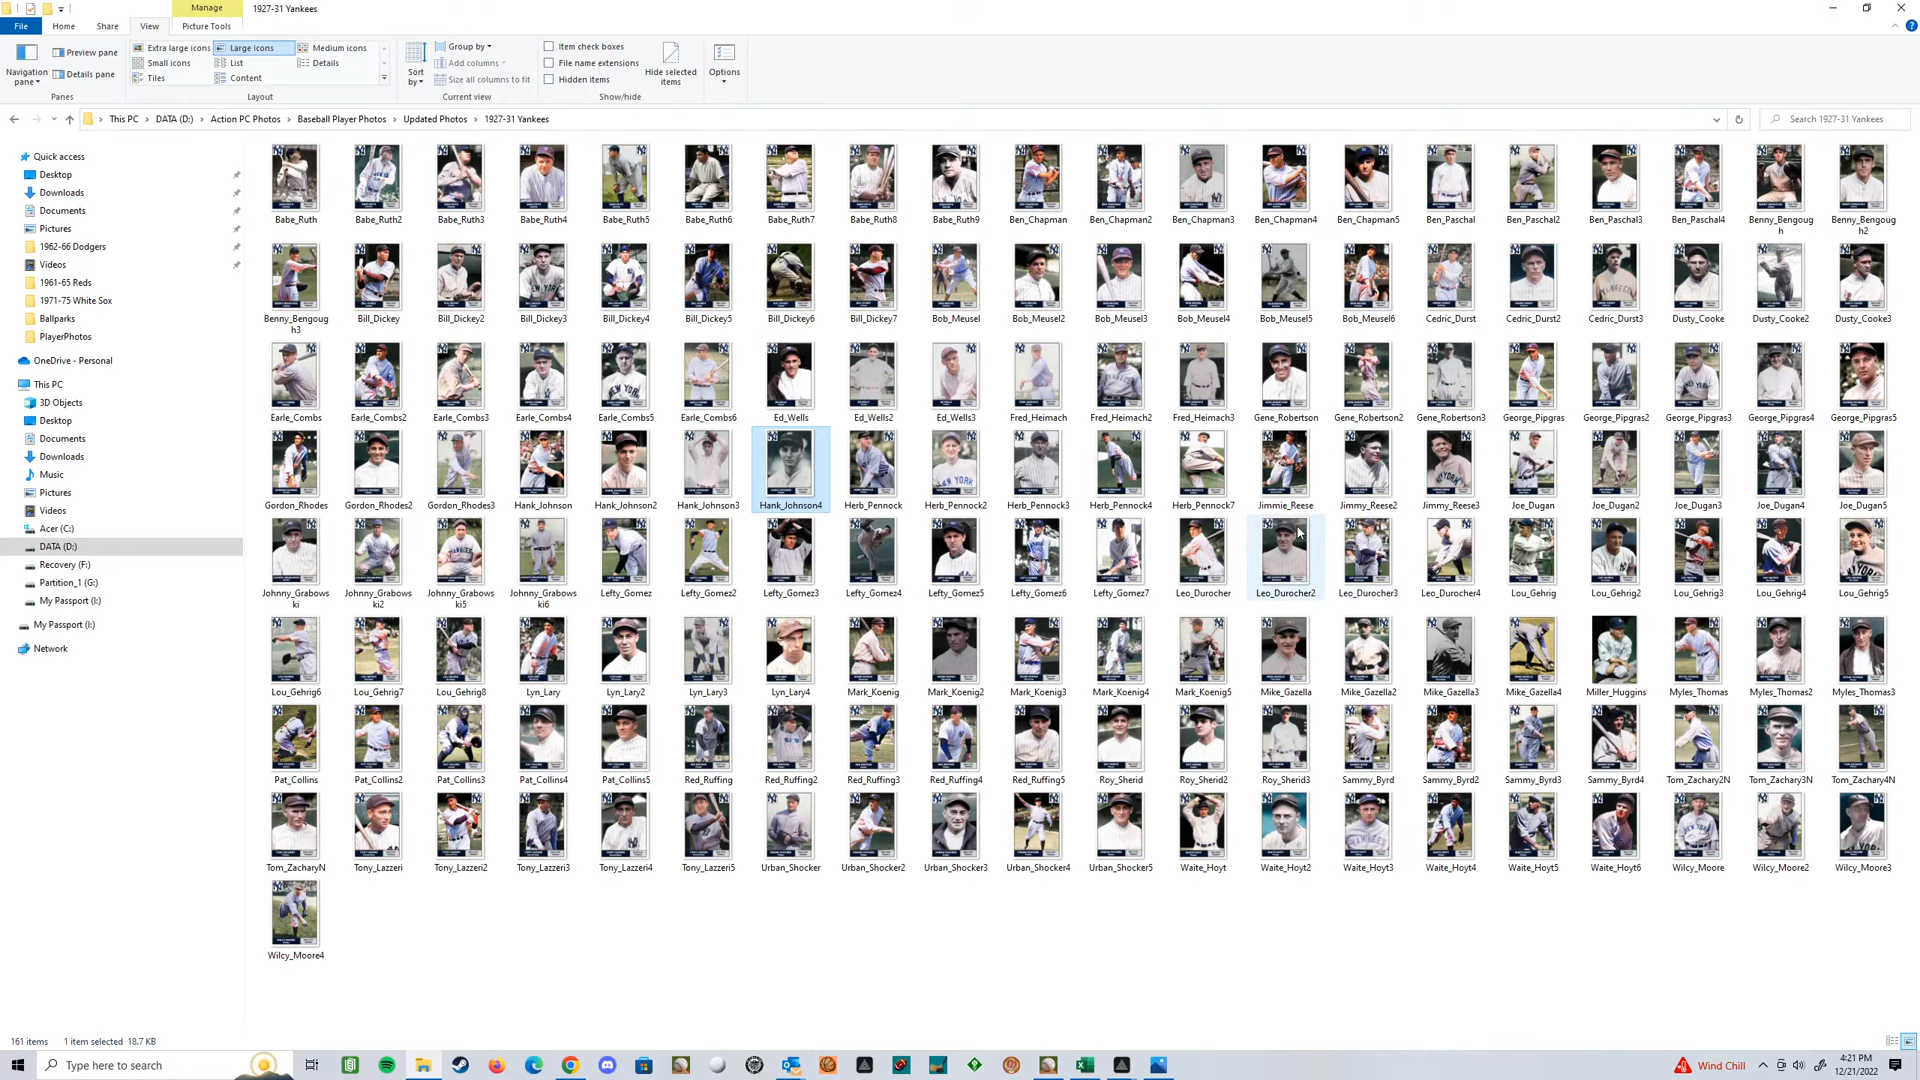 Manage
1927-31 Yankees
File
Home
Share
View
Picture Tools
Navigation pane
Preview pane
Details pane
Panes
Extra large icons
Large icons
Medium icons
Small icons
List
Details
Tiles
Content
Layout
Sort by
Group by
Add columns
Size all columns to fit
Current view
Item check boxes
File name extensions
Hidden items
Hide selected items
Show/hide
Options
This PC > DATA (D:) > Action PC Photos > Baseball Player Photos > Updated Photos > 1927-31 Yankees
Search 1927-31 Yankees
Quick access
Desktop
Downloads
Documents
Pictures
1962-66 Dodgers
Videos
1961-65 Reds
1971-75 White Sox
Ballparks
PlayerPhotos
OneDrive - Personal
This PC
3D Objects
Desktop
Documents
Downloads
Music
Pictures
Videos
Acer (C:)
DATA (D:)
Recovery (F:)
Partition_1 (G:)
My Passport (I:)
My Passport (I:)
Network
Babe_Ruth Babe_Ruth2 Babe_Ruth3 Babe_Ruth4 Babe_Ruth5 Babe_Ruth6 Babe_Ruth7 Babe_Ruth8 Babe_Ruth9 Ben_Chapman Ben_Chapman2 Ben_Chapman3 Ben_Chapman4 Ben_Chapman5 Ben_Paschal Ben_Paschal2 Ben_Paschal3 Ben_Paschal4 Benny_Bengough Benny_Bengough2
Benny_Bengough3 Bill_Dickey Bill_Dickey2 Bill_Dickey3 Bill_Dickey4 Bill_Dickey5 Bill_Dickey6 Bill_Dickey7 Bob_Meusel Bob_Meusel2 Bob_Meusel3 Bob_Meusel4 Bob_Meusel5 Bob_Meusel6 Cedric_Durst Cedric_Durst2 Cedric_Durst3 Dusty_Cooke Dusty_Cooke2 Dusty_Cooke3
Earle_Combs Earle_Combs2 Earle_Combs3 Earle_Combs4 Earle_Combs5 Earle_Combs6 Ed_Wells Ed_Wells2 Ed_Wells3 Fred_Heimach Fred_Heimach2 Fred_Heimach3 Gene_Robertson Gene_Robertson2 Gene_Robertson3 George_Pipgras George_Pipgras2 George_Pipgras3 George_Pipgras4 George_Pipgras5
Gordon_Rhodes Gordon_Rhodes2 Gordon_Rhodes3 Hank_Johnson Hank_Johnson2 Hank_Johnson3 Hank_Johnson4 Herb_Pennock Herb_Pennock2 Herb_Pennock3 Herb_Pennock4 Herb_Pennock7 Jimmie_Reese Jimmy_Reese2 Jimmy_Reese3 Joe_Dugan Joe_Dugan2 Joe_Dugan3 Joe_Dugan4 Joe_Dugan5
Johnny_Grabowski Johnny_Grabowski2 Johnny_Grabowski5 Johnny_Grabowski6 Lefty_Gomez Lefty_Gomez2 Lefty_Gomez3 Lefty_Gomez4 Lefty_Gomez5 Lefty_Gomez6 Lefty_Gomez7 Leo_Durocher Leo_Durocher2 Leo_Durocher3 Leo_Durocher4 Lou_Gehrig Lou_Gehrig2 Lou_Gehrig3 Lou_Gehrig4 Lou_Gehrig5
Lou_Gehrig6 Lou_Gehrig7 Lou_Gehrig8 Lyn_Lary Lyn_Lary2 Lyn_Lary3 Lyn_Lary4 Mark_Koenig Mark_Koenig2 Mark_Koenig3 Mark_Koenig4 Mark_Koenig5 Mike_Gazella Mike_Gazella2 Mike_Gazella3 Mike_Gazella4 Miller_Huggins Myles_Thomas Myles_Thomas2 Myles_Thomas3
Pat_Collins Pat_Collins2 Pat_Collins3 Pat_Collins4 Pat_Collins5 Red_Ruffing Red_Ruffing2 Red_Ruffing3 Red_Ruffing4 Red_Ruffing5 Roy_Sherid Roy_Sherid2 Roy_Sherid3 Sammy_Byrd Sammy_Byrd2 Sammy_Byrd3 Sammy_Byrd4 Tom_Zachary2N Tom_Zachary3N Tom_Zachary4N
Tom_ZacharyN Tony_Lazzeri Tony_Lazzeri2 Tony_Lazzeri3 Tony_Lazzeri4 Tony_Lazzeri5 Urban_Shocker Urban_Shocker2 Urban_Shocker3 Urban_Shocker4 Urban_Shocker5 Waite_Hoyt Waite_Hoyt2 Waite_Hoyt3 Waite_Hoyt4 Waite_Hoyt5 Waite_Hoyt6 Wilcy_Moore Wilcy_Moore2 Wilcy_Moore3
Wilcy_Moore4
161 items 1 item selected 18.7 KB
Type here to search
Wind Chill
4:21 PM
12/21/2022